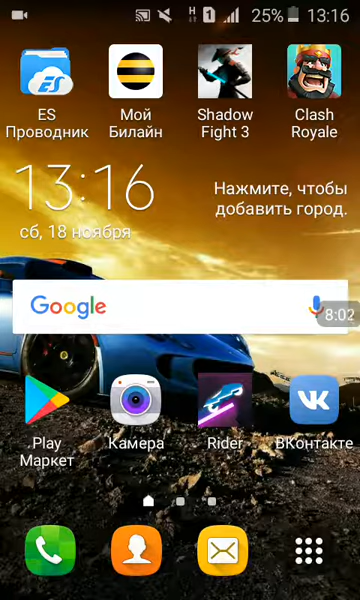 H 1 25% 13:16
ES Проводник
Мой Билайн
Shadow Fight 3
Clash Royale
13:16
сб, 18 ноября
Нажмите, чтобы
добавить город.
Google
8:02
Play Маркет
Камера
Rider
ВКонтакте